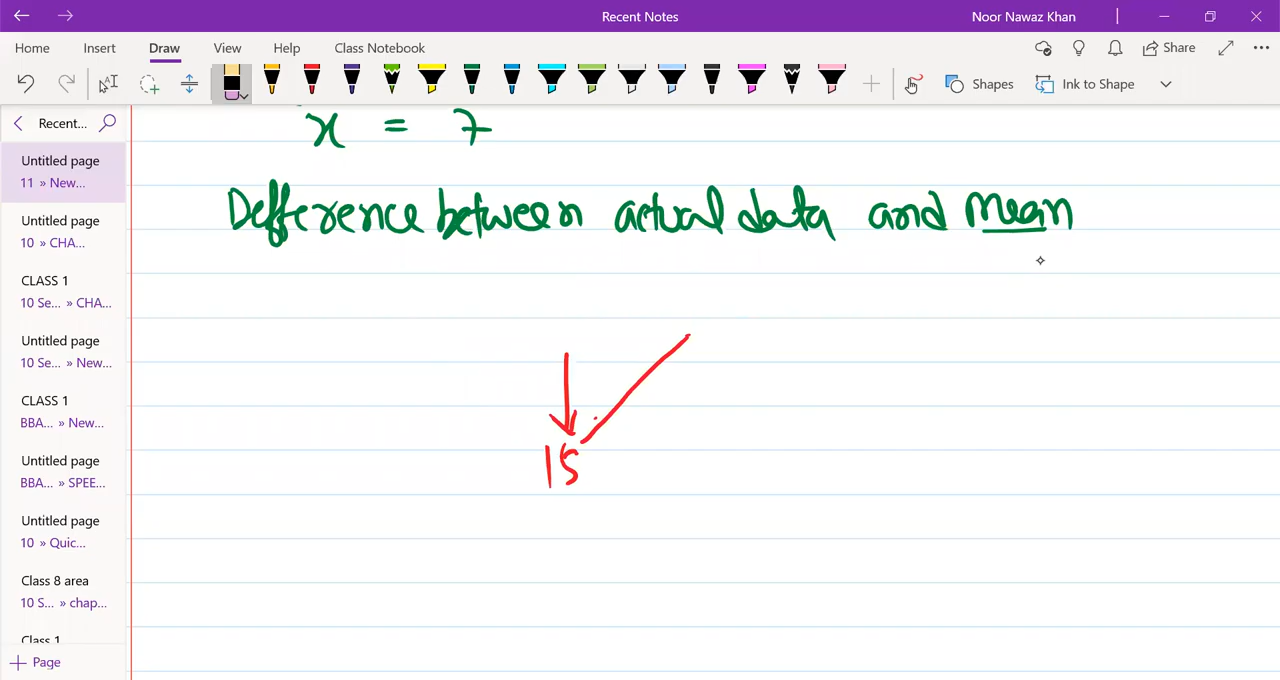 Recent Notes
Noor Nawaz Khan
Home Insert Draw View Help Class Notebook
Share
Shapes
Ink to Shape
Recent...
Untitled page
11 » New...
Untitled page
10 » CHA...
CLASS 1
10 Se... » CHA...
Untitled page
10 Se... » New...
CLASS 1
BBA... » New...
Untitled page
BBA... » SPEE...
Untitled page
10 » Quic...
Class 8 area
10 S... » chap...
Class 1
Page
x = 7
Defference between actual data and mean
15